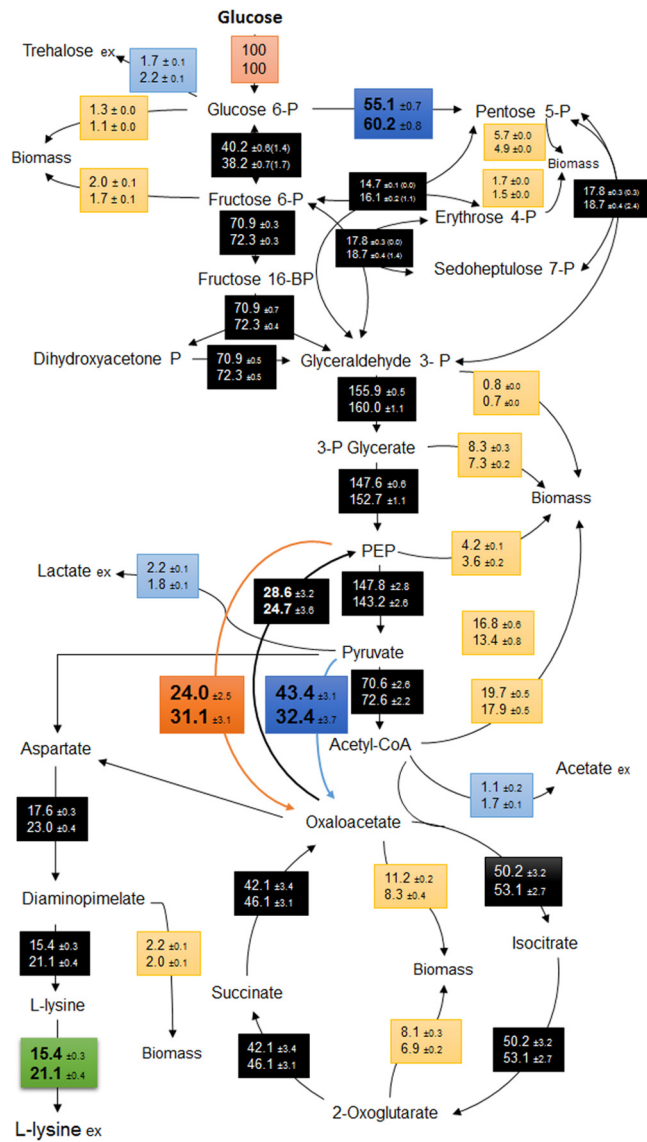 Glucose
Trehalose ex
1.7 ± 0.1
2.2 ± 0.1
100
100
1.3 ± 0.0
1.1 ± 0.0
Glucose 6-P
55.1 ±0.7
60.2 ±0.8
Pentose 5-P
5.7 ±0.0
4.9 ±0.0
Biomass
40.2 ±0.6(1.4)
38.2 ±0.7(1.7)
Biomass
2.0 ± 0.1
1.7 ± 0.1
14.7 ±0.1 (0.0)
16.1 ±0.2 (1.1)
1.7 ±0.0
1.5 ±0.0
17.8 ±0.3 (0.3)
18.7 ±0.4 (2.4)
Fructose 6-P
Erythrose 4-P
70.9 ±0.3
72.3 ±0.3
17.8 ±0.3 (0.0)
18.7 ±0.4 (1.4)
Sedoheptulose 7-P
Fructose 16-BP
70.9 ±0.7
72.3 ±0.4
Dihydroxyacetone P
70.9 ±0.5
72.3 ±0.5
Glyceraldehyde 3- P
155.9 ±0.5
160.0 ±1.1
0.8 ±0.0
0.7 ±0.0
3-P Glycerate
8.3 ±0.3
7.3 ±0.2
147.6 ±0.6
152.7 ±1.1
Biomass
PEP
4.2 ±0.1
3.6 ±0.2
Lactate ex
2.2 ±0.1
1.8 ±0.1
28.6 ±3.2
24.7 ±3.6
147.8 ±2.8
143.2 ±2.6
16.8 ±0.6
13.4 ±0.8
Pyruvate
24.0 ±2.5
31.1 ±3.1
43.4 ±3.1
32.4 ±3.7
70.6 ±2.6
72.6 ±2.2
19.7 ±0.5
17.9 ±0.5
Aspartate
Acetyl-CoA
1.1 ±0.2
1.7 ±0.1
Acetate ex
17.6 ±0.3
23.0 ±0.4
Oxaloacetate
42.1 ±3.4
46.1 ±3.1
11.2 ±0.2
8.3 ±0.4
50.2 ±3.2
53.1 ±2.7
Diaminopimelate
15.4 ±0.3
21.1 ±0.4
2.2 ±0.1
2.0 ±0.1
Isocitrate
Biomass
L-lysine
Succinate
15.4 ±0.3
21.1 ±0.4
Biomass
42.1 ±3.4
46.1 ±3.1
8.1 ±0.3
6.9 ±0.2
50.2 ±3.2
53.1 ±2.7
2-Oxoglutarate
L-lysine ex